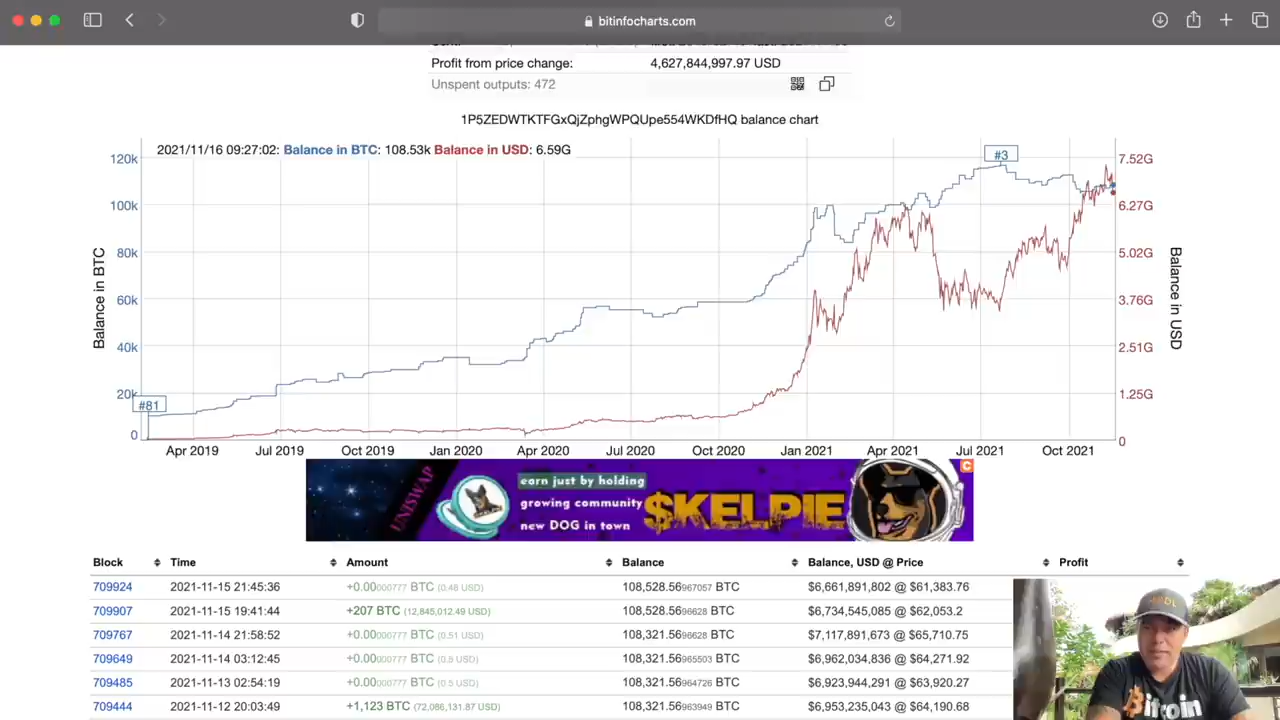 bitinfocharts.com
Profit from price change: 4,627,844,997.97 USD
Unspent outputs: 472
1P5ZEDWTKTFGxQjZphgWPQUpe554WKDfHQ balance chart
2021/11/16 09:27:02: Balance in BTC: 108.53k Balance in USD: 6.59G
#3
#81
120k
100k
80k
60k
40k
20k
0
Balance in BTC
7.52G
6.27G
5.02G
3.76G
2.51G
1.25G
0
Balance in USD
Apr 2019 Jul 2019 Oct 2019 Jan 2020 Apr 2020 Jul 2020 Oct 2020 Jan 2021 Apr 2021 Jul 2021 Oct 2021
UNISWAP
earn just by holding
growing community
new DOG in town
$KELPIE
Block Time Amount Balance Balance, USD @ Price Profit
709924 2021-11-15 21:45:36 +0.00000777 BTC (0.48 USD) 108,528.56967057 BTC $6,661,891,802 @ $61,383.76
709907 2021-11-15 19:41:44 +207 BTC (12,845,012.49 USD) 108,528.5696628 BTC $6,734,545,085 @ $62,053.2
709767 2021-11-14 21:58:52 +0.00000777 BTC (0.51 USD) 108,321.5696628 BTC $7,117,891,673 @ $65,710.75
709649 2021-11-14 03:12:45 +0.00000777 BTC (0.5 USD) 108,321.56965503 BTC $6,962,034,836 @ $64,271.92
709485 2021-11-13 02:54:19 +0.00000777 BTC (0.5 USD) 108,321.56964726 BTC $6,923,944,291 @ $63,920.27
709444 2021-11-12 20:03:49 +1,123 BTC (72,086,131.87 USD) 108,321.56963949 BTC $6,953,235,043 @ $64,190.68